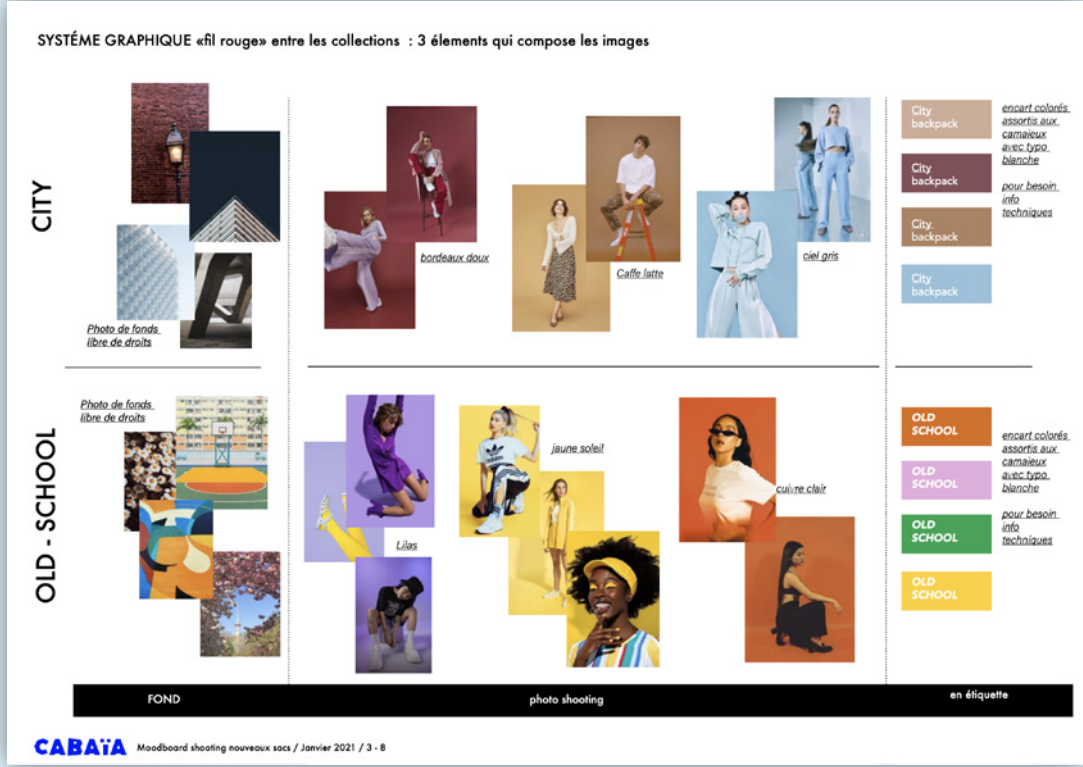 SYSTÉME GRAPHIQUE «fil rouge» entre les collections : 3 élements qui compose les images
CITY
Photo de fonds
libre de droits
bordeaux doux
Caffe latte
ciel gris
City
backpack
City
backpack
City
backpack
City
backpack
encart colorés
assortis aux
camaieux
avec typo
blanche
pour besoin
info
techniques
OLD - SCHOOL
Photo de fonds
libre de droits
Lilas
jaune soleil
cuivre clair
OLD
SCHOOL
OLD
SCHOOL
OLD
SCHOOL
OLD
SCHOOL
encart colorés
assortis aux
camaieux
avec typo
blanche
pour besoin
info
techniques
FOND
photo shooting
en étiquette
CABAÏA Moodboard shooting nouveaux sacs / Janvier 2021 / 3 - 8